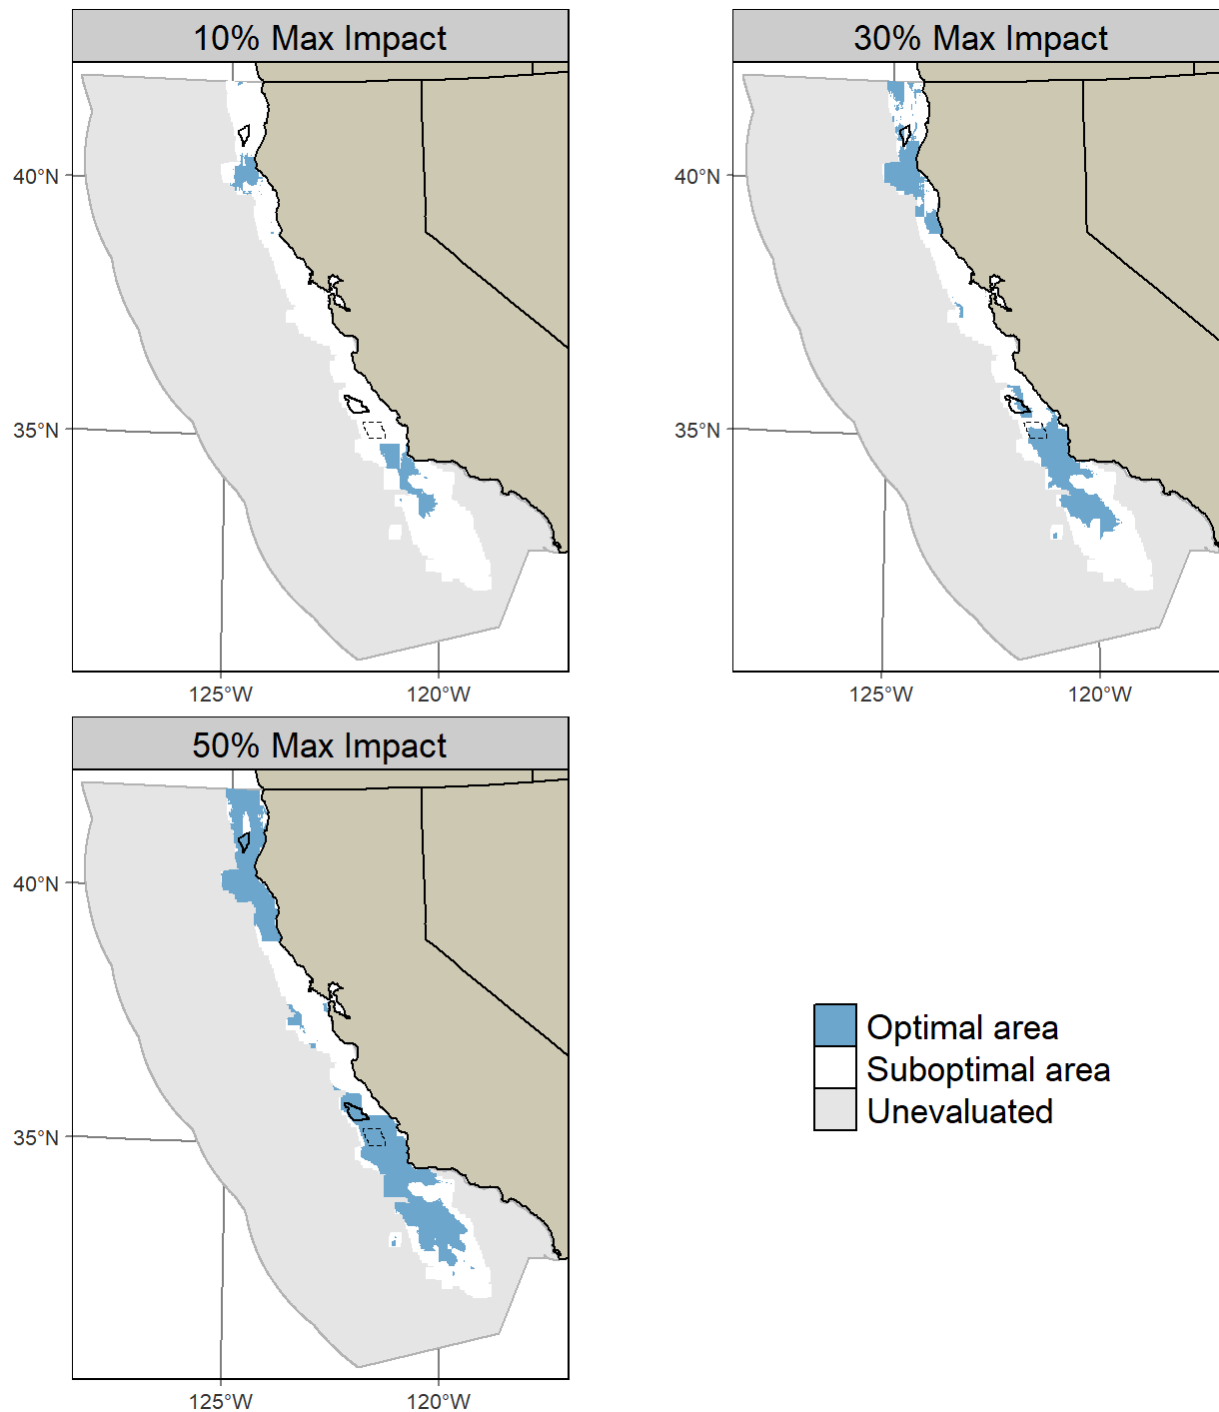 10% Max Impact
30% Max Impact
40°N
35°N
125°W
120°W
40°N
35°N
125°W
120°W
50% Max Impact
40°N
35°N
125°W
120°W
Optimal area
Suboptimal area
Unevaluated